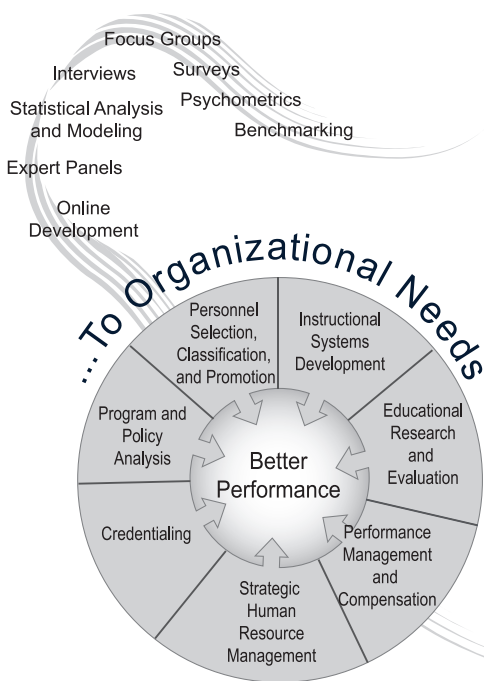 Focus Groups
Interviews
Surveys
Statistical Analysis
and Modeling
Psychometrics
Benchmarking
Expert Panels
Online
Development
...To Organizational Needs
Personnel
Selection,
Classification,
and Promotion
Instructional
Systems
Development
Educational
Research
and
Evaluation
Performance
Management
and
Compensation
Strategic
Human
Resource
Management
Credentialing
Program and
Policy
Analysis
Better
Performance